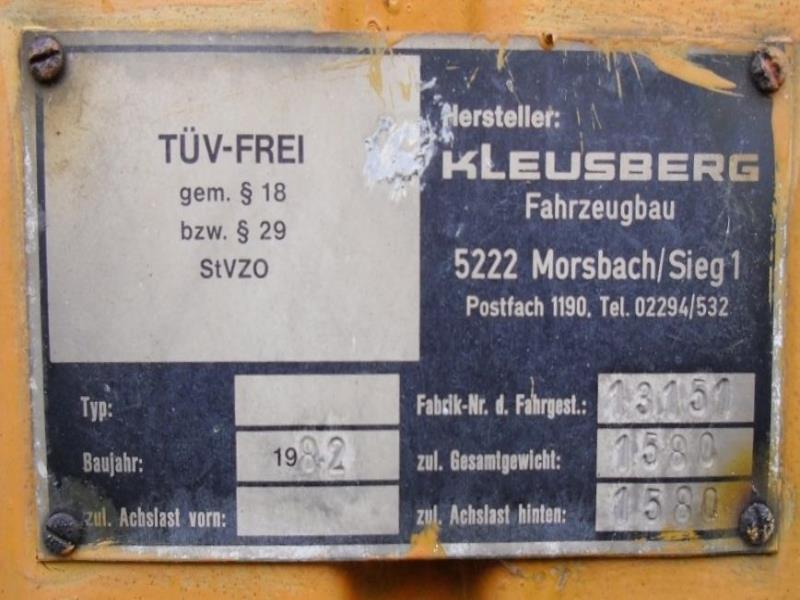 TÜV-FREI
gem. § 18
bzw. § 29
StVZO
Hersteller:
KLEUSBERG
Fahrzeugbau
5222 Morsbach/Sieg 1
Postfach 1190, Tel. 02294/532
Typ:
Baujahr: 1982
zul. Achslast vorn:
Fabrik-Nr. d. Fahrgest.: 13151
zul. Gesamtgewicht: 1580
zul. Achslast hinten: 1580